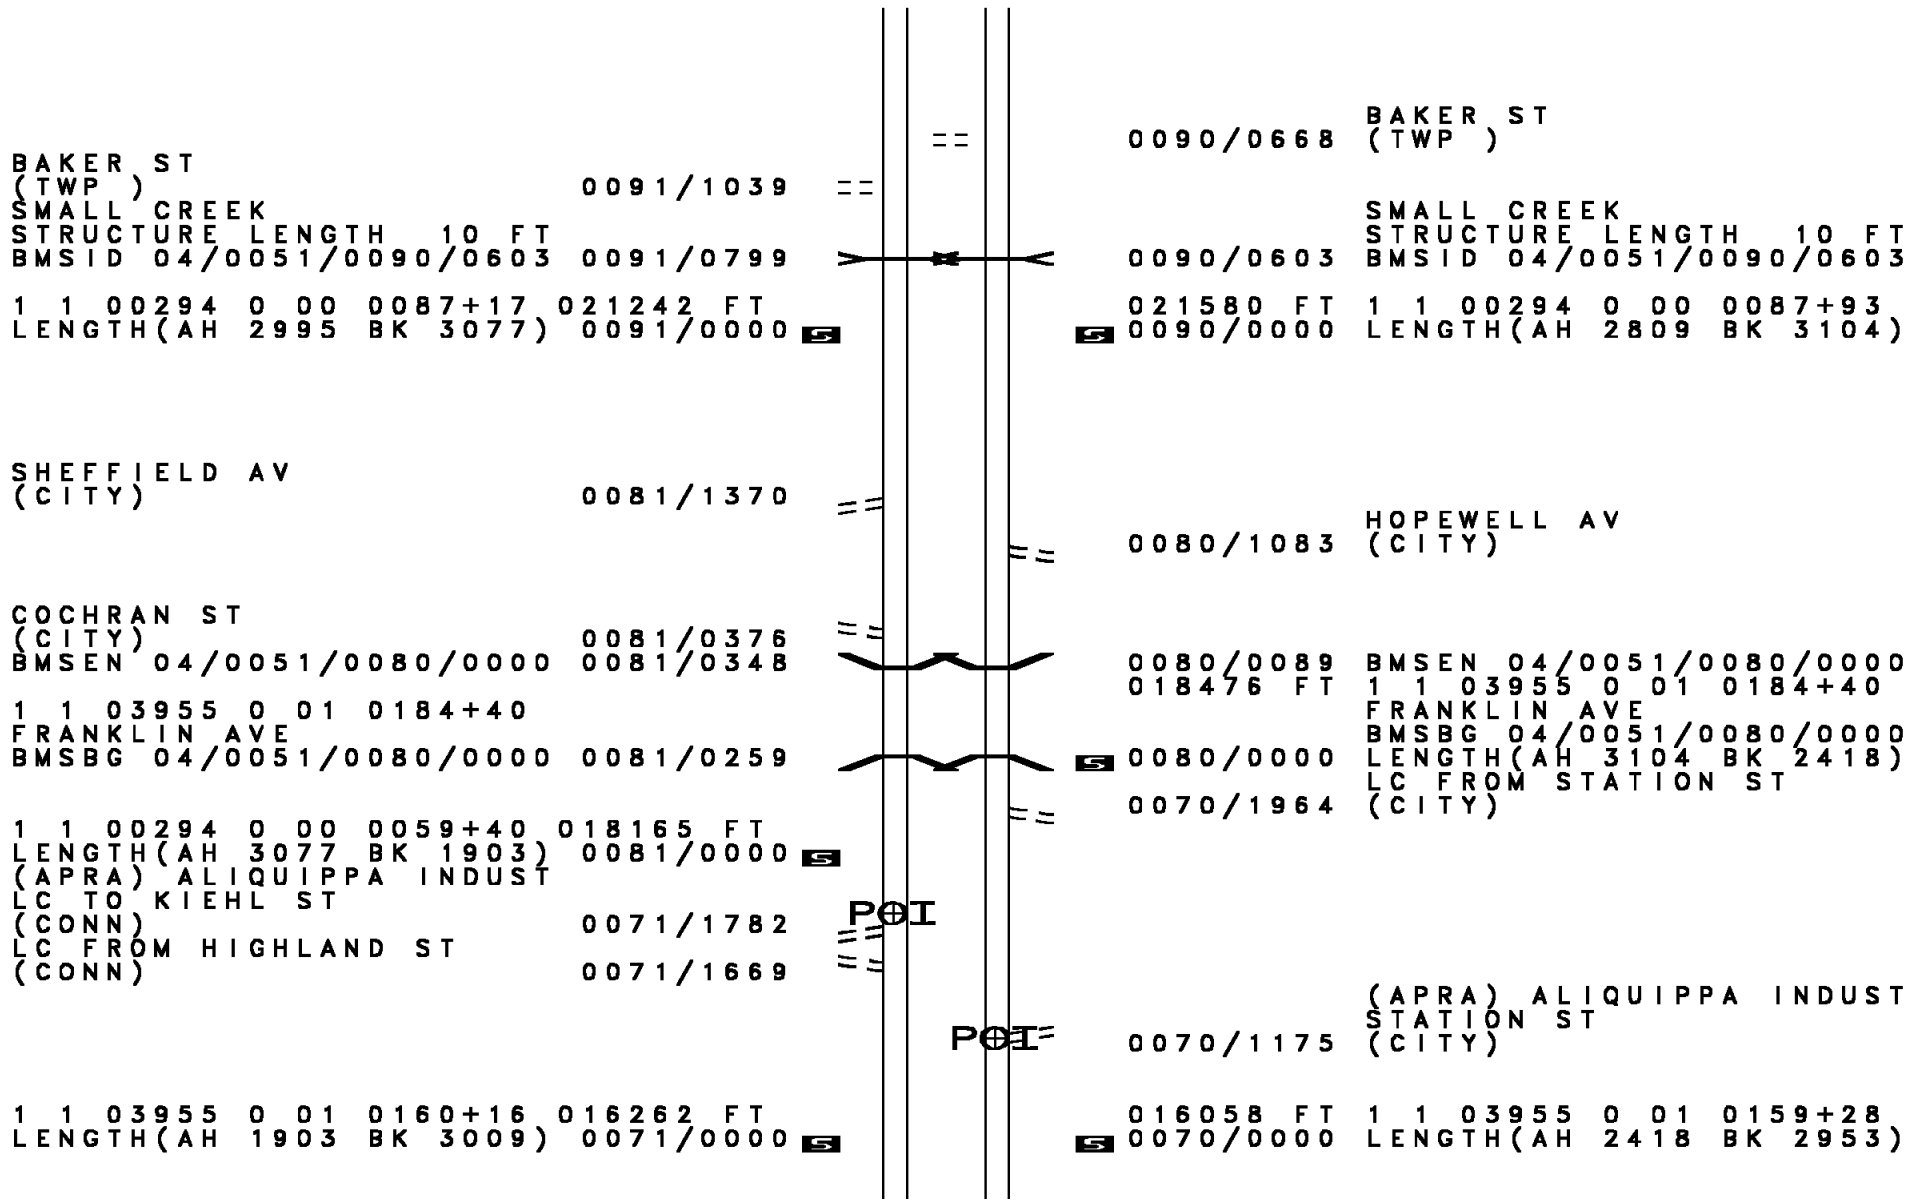 BAKER ST
(TWP )                    0091/1039
SMALL CREEK
STRUCTURE LENGTH  10 FT
BMSID 04/0051/0090/0603 0091/0799
1 1 00294 0 00 0087+17 021242 FT
LENGTH(AH 2995 BK 3077) 0091/0000 S
SHEFFIELD AV
(CITY)                    0081/1370
COCHRAN ST
(CITY)                    0081/0376
BMSEN 04/0051/0080/0000 0081/0348
1 1 03955 0 01 0184+40
FRANKLIN AVE
BMSBG 04/0051/0080/0000 0081/0259
1 1 00294 0 00 0059+40 018165 FT
LENGTH(AH 3077 BK 1903) 0081/0000 S
(APRA) ALIQUIPPA INDUST
LC TO KIEHL ST
(CONN)                    0071/1782
LC FROM HIGHLAND ST
(CONN)                    0071/1669
1 1 03955 0 01 0160+16 016262 FT
LENGTH(AH 1903 BK 3009) 0071/0000 S
POI
POI
BAKER ST
0090/0668 (TWP )
SMALL CREEK
STRUCTURE LENGTH  10 FT
0090/0603 BMSID 04/0051/0090/0603
021580 FT 1 1 00294 0 00 0087+93
S 0090/0000 LENGTH(AH 2809 BK 3104)
HOPEWELL AV
0080/1083 (CITY)
0080/0089 BMSEN 04/0051/0080/0000
018476 FT 1 1 03955 0 01 0184+40
FRANKLIN AVE
BMSBG 04/0051/0080/0000
S 0080/0000 LENGTH(AH 3104 BK 2418)
LC FROM STATION ST
0070/1964 (CITY)
(APRA) ALIQUIPPA INDUST
STATION ST
0070/1175 (CITY)
016058 FT 1 1 03955 0 01 0159+28
S 0070/0000 LENGTH(AH 2418 BK 2953)